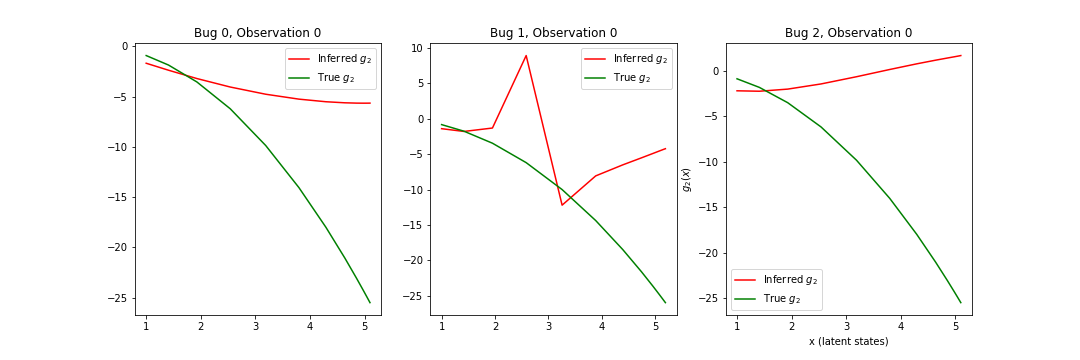 Bug 0, Observation 0
0
−5
−10
−15
−20
−25
1 2 3 4 5
Inferred g₂
True g₂
Bug 1, Observation 0
10
5
0
−5
−10
−15
−20
−25
1 2 3 4 5
Inferred g₂
True g₂
Bug 2, Observation 0
g₂(x)
0
−5
−10
−15
−20
−25
1 2 3 4 5
Inferred g₂
True g₂
x (latent states)